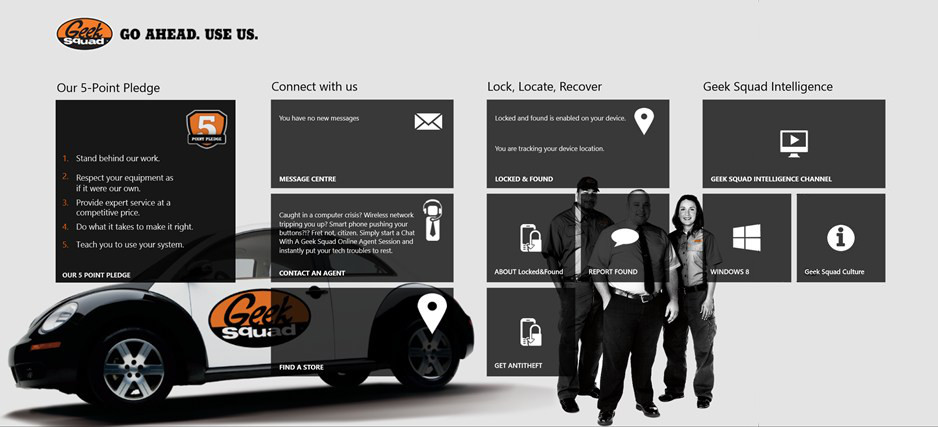 Geek
Squad
GO AHEAD. USE US.
Our 5-Point Pledge
5
POINT PLEDGE
1. Stand behind our work.
2. Respect your equipment as
if it were our own.
3. Provide expert service at a
competitive price.
4. Do what it takes to make it right.
5. Teach you to use your system.
OUR 5 POINT PLEDGE
Connect with us
You have no new messages
MESSAGE CENTRE
Caught in a computer crisis? Wireless network
tripping you up? Smart phone pushing your
buttons?!? Fret not, citizen. Simply start a Chat
With A Geek Squad Online Agent Session and
instantly put your tech troubles to rest.
CONTACT AN AGENT
FIND A STORE
Lock, Locate, Recover
Locked and found is enabled on your device.
You are tracking your device location.
LOCKED & FOUND
ABOUT Locked&Found
REPORT FOUND
GET ANTITHEFT
Geek Squad Intelligence
GEEK SQUAD INTELLIGENCE CHANNEL
WINDOWS 8
Geek Squad Culture
Geek
Squad